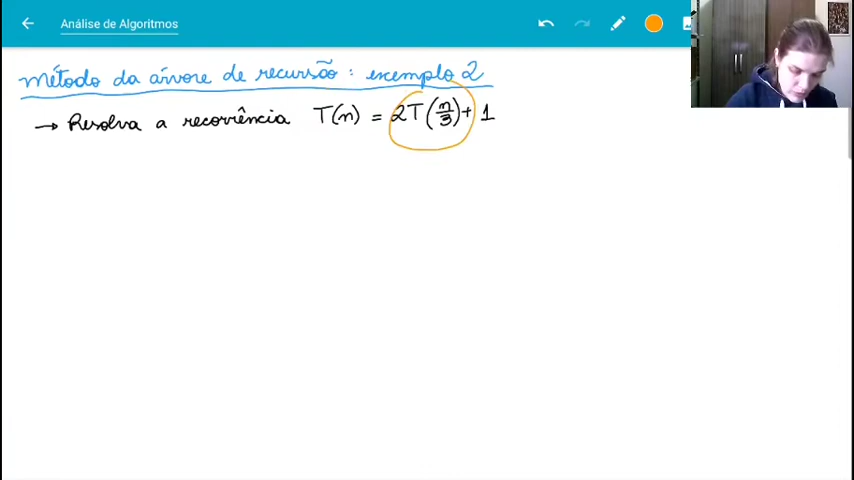 Análise de Algoritmos
Método da árvore de recursão: exemplo 2
→ Resolva a recorrência T(n) = 2T(n/3) + 1